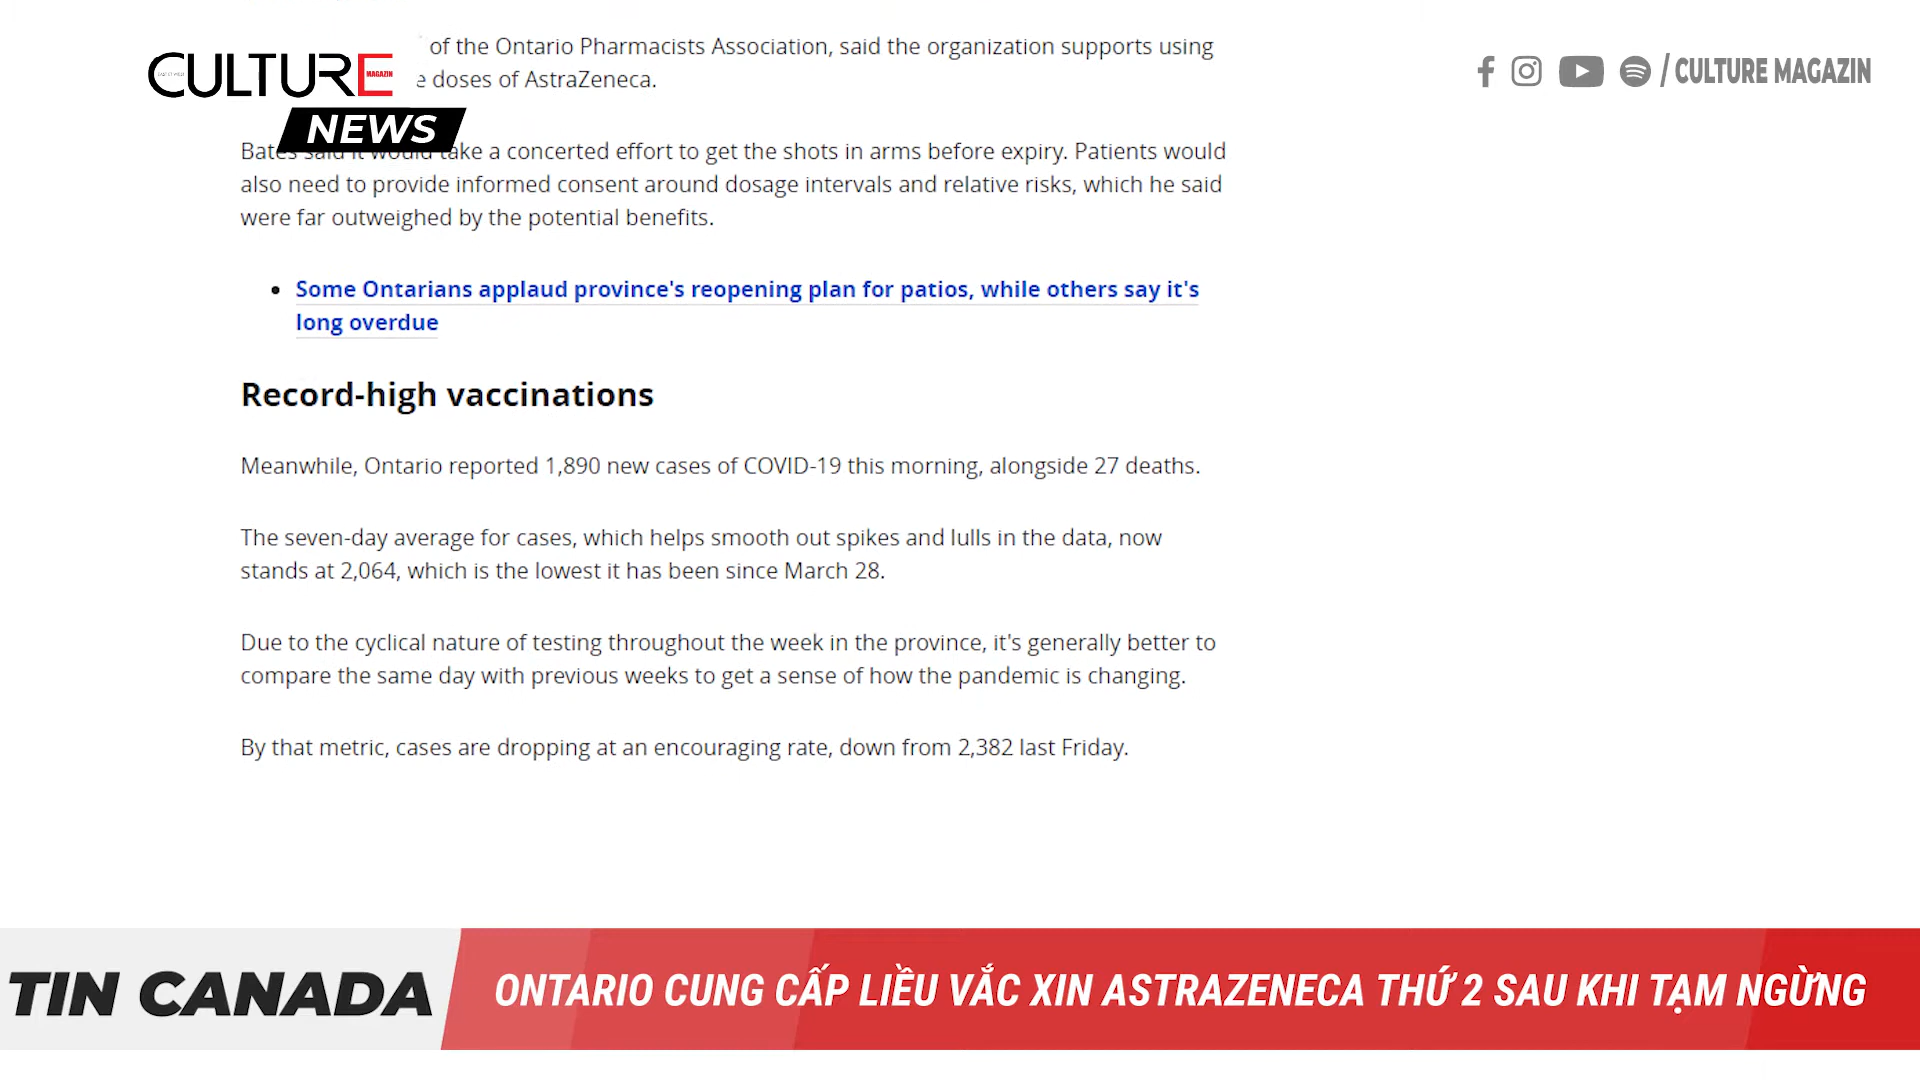 of the Ontario Pharmacists Association, said the organization supports using
CULTURE
MAGAZIN
/ CULTURE MAGAZIN
e doses of AstraZeneca.
NEWS
Bates said it would take a concerted effort to get the shots in arms before expiry. Patients would
also need to provide informed consent around dosage intervals and relative risks, which he said
were far outweighed by the potential benefits.
• Some Ontarians applaud province's reopening plan for patios, while others say it's
long overdue
Record-high vaccinations
Meanwhile, Ontario reported 1,890 new cases of COVID-19 this morning, alongside 27 deaths.
The seven-day average for cases, which helps smooth out spikes and lulls in the data, now
stands at 2,064, which is the lowest it has been since March 28.
Due to the cyclical nature of testing throughout the week in the province, it's generally better to
compare the same day with previous weeks to get a sense of how the pandemic is changing.
By that metric, cases are dropping at an encouraging rate, down from 2,382 last Friday.
TIN CANADA
ONTARIO CUNG CẤP LIỀU VẮC XIN ASTRAZENECA THỨ 2 SAU KHI TẠM NGỪNG